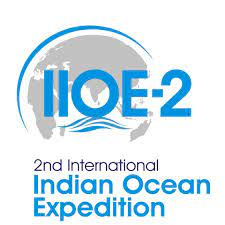 IIOE-2
2nd International
Indian Ocean
Expedition